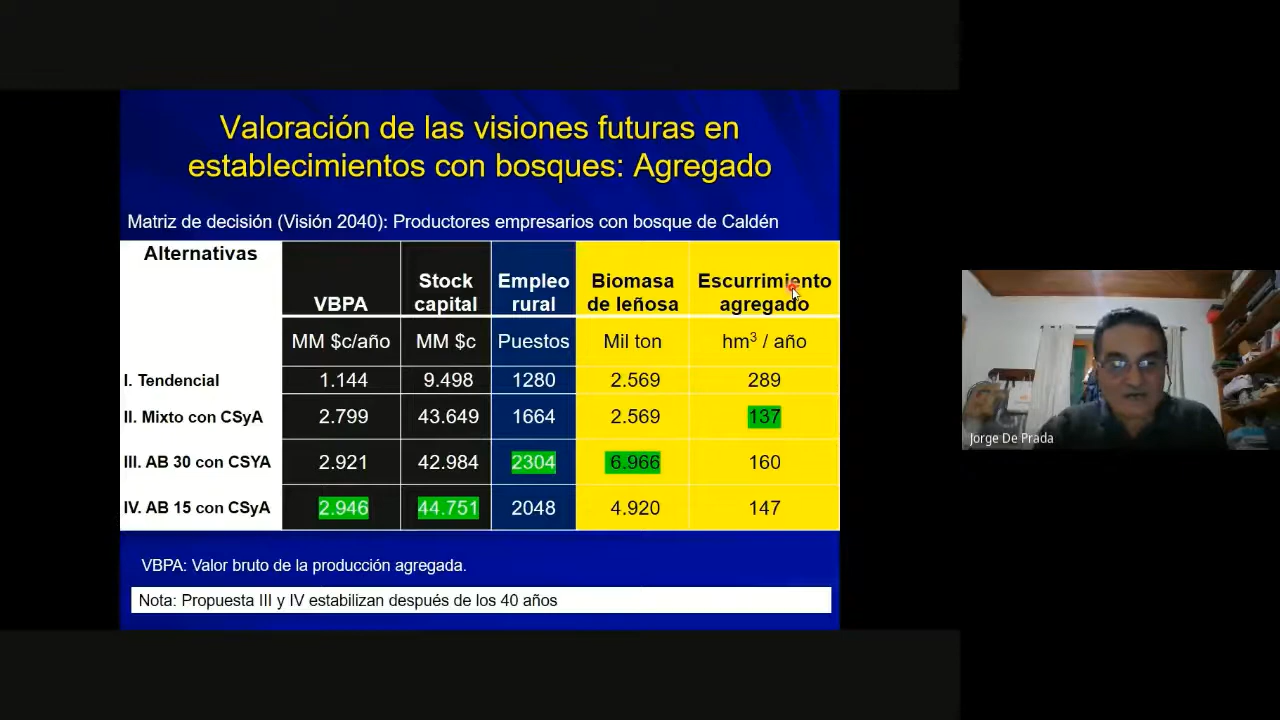 Valoración de las visiones futuras en
establecimientos con bosques: Agregado
Matriz de decisión (Visión 2040): Productores empresarios con bosque de Caldén
Alternativas VBPA Stock capital Empleo rural Biomasa de leñosa Escurrimiento agregado
MM $c/año MM $c Puestos Mil ton hm³ / año
I. Tendencial 1.144 9.498 1280 2.569 289
II. Mixto con CSyA 2.799 43.649 1664 2.569 137
III. AB 30 con CSYA 2.921 42.984 2304 6.966 160
IV. AB 15 con CSyA 2.946 44.751 2048 4.920 147
VBPA: Valor bruto de la producción agregada.
Nota: Propuesta III y IV estabilizan después de los 40 años
Jorge De Prada